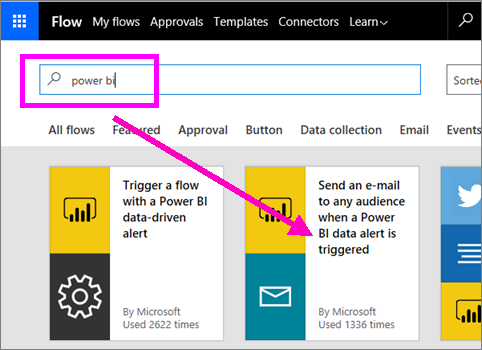 Flow My flows Approvals Templates Connectors Learn
power bi Sorted
All flows Featured Approval Button Data collection Email Events
Trigger a flow
with a Power BI
data-driven
alert
By Microsoft
Used 2622 times
Send an e-mail
to any audience
when a Power
BI data alert is
triggered
By Microsoft
Used 1336 times